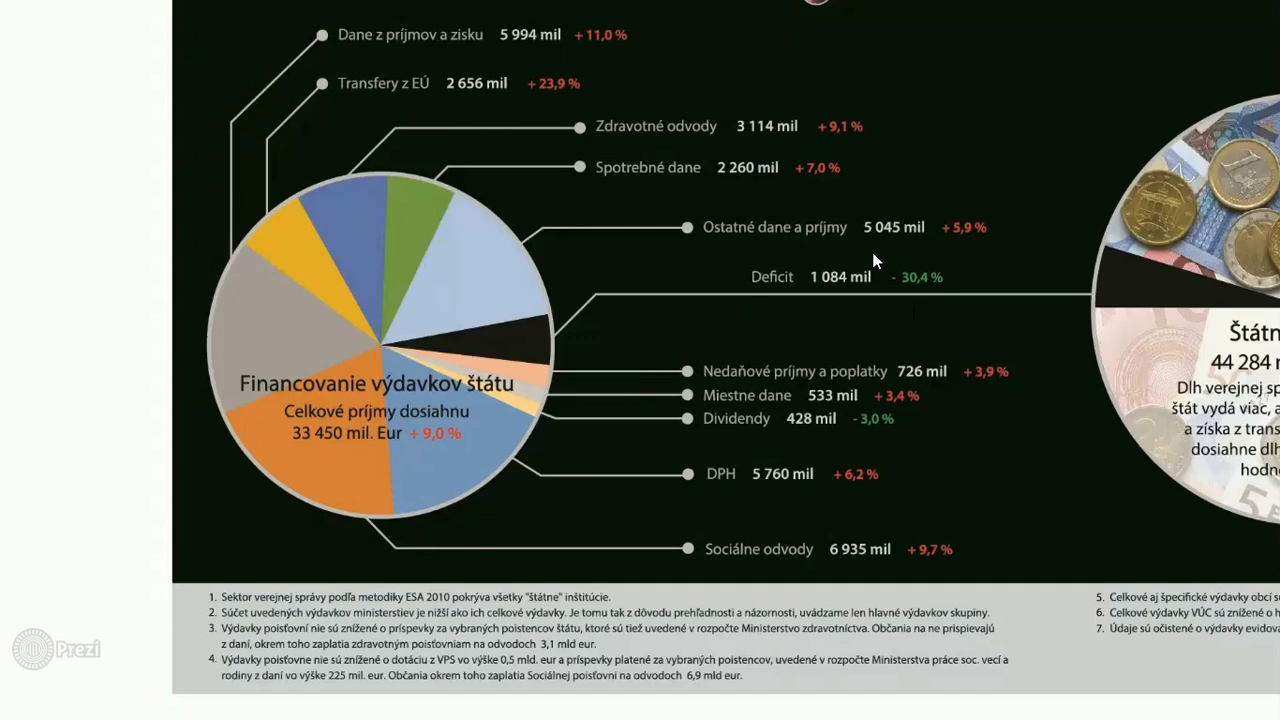 Dane z príjmov a zisku 5 994 mil + 11,0 %
Transfery z EÚ 2 656 mil + 23,9 %
Zdravotné odvody 3 114 mil + 9,1 %
Spotrebné dane 2 260 mil + 7,0 %
Ostatné dane a príjmy 5 045 mil + 5,9 %
Deficit 1 084 mil - 30,4 %
Nedaňové príjmy a poplatky 726 mil + 3,9 %
Miestne dane 533 mil + 3,4 %
Dividendy 428 mil - 3,0 %
DPH 5 760 mil + 6,2 %
Sociálne odvody 6 935 mil + 9,7 %
Financovanie výdavkov štátu
Celkové príjmy dosiahnu
33 450 mil. Eur + 9,0 %
Štátn
44 284 
Dlh verejnej sp
štát vydá viac, a
a získa z trans
dosiahne dlh
hodn
1. Sektor verejnej správy podľa metodiky ESA 2010 pokrýva všetky "štátne" inštitúcie.
2. Súčet uvedených výdavkov ministerstiev je nižší ako ich celkové výdavky. Je tomu tak z dôvodu prehľadnosti a názornosti, uvádzame len hlavné výdavkov skupiny.
3. Výdavky poisťovní nie sú znížené o príspevky za vybraných poistencov štátu, ktoré sú tiež uvedené v rozpočte Ministerstvo zdravotníctva. Občania na ne prispievajú
z daní, okrem toho zaplatia zdravotným poisťovniam na odvodoch 3,1 mld eur.
4. Výdavky poisťovne nie sú znížené o dotáciu z VPS vo výške 0,5 mld. eur a príspevky platené za vybraných poistencov, uvedené v rozpočte Ministerstva práce soc. vecí a
rodiny z daní vo výške 225 mil. eur. Občania okrem toho zaplatia Sociálnej poisťovni na odvodoch 6,9 mld eur.
5. Celkové aj špecifické výdavky obcí s
6. Celkové výdavky VÚC sú znížené o
7. Údaje sú očistené o výdavky evidov
Prezi